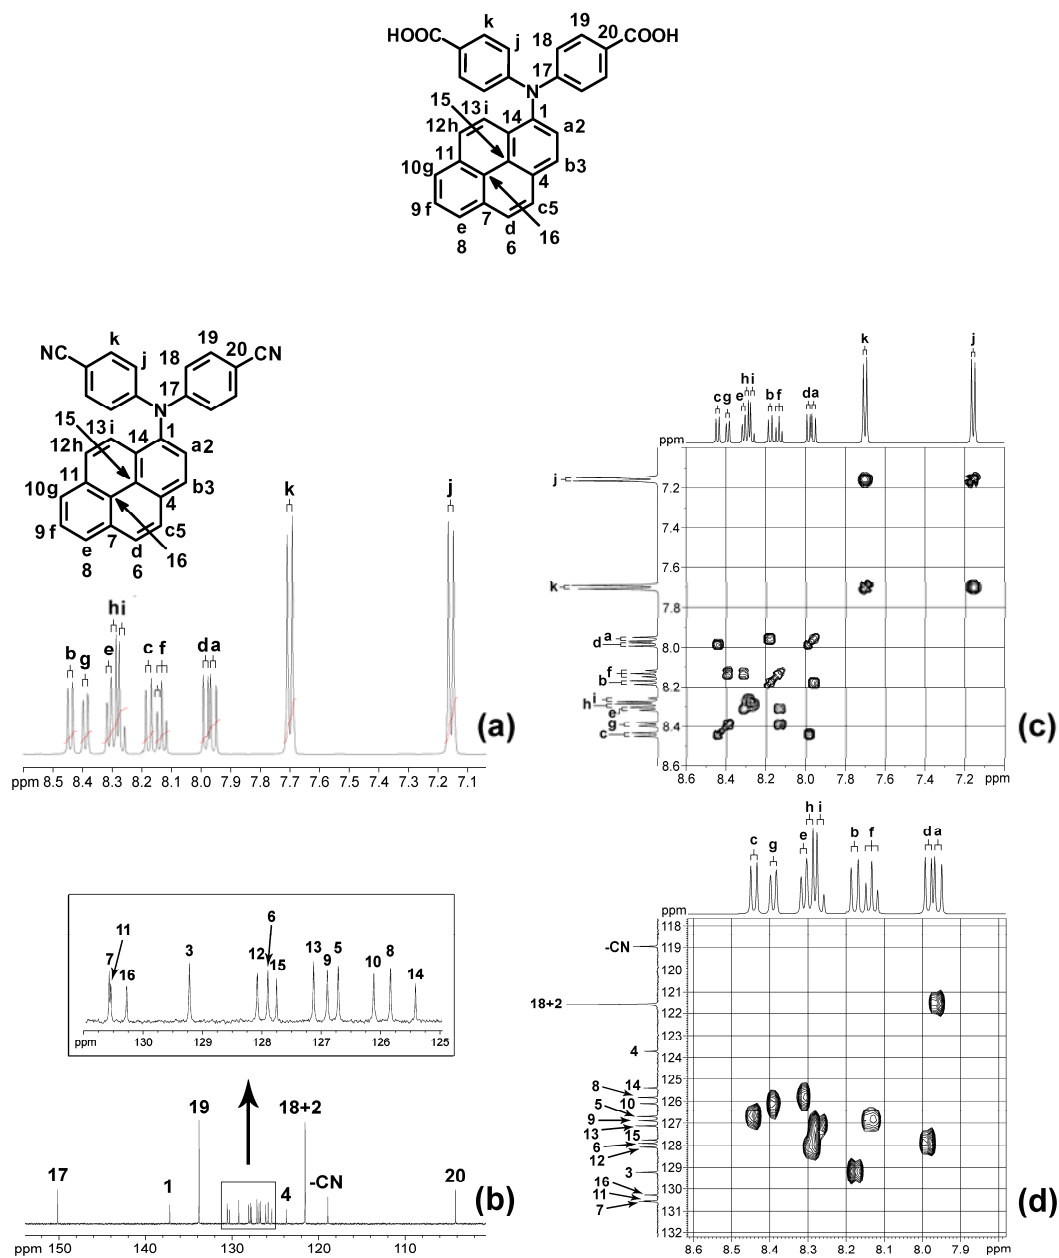 k 19
HOOC 20 COOH
j 18
17
N
15 13 i 14 1
12h a2
11 b3
10g 4
9 f 7 c5
e d 16
8 6
k 19
NC 20 CN
j 18
17
N
15 13 i 14 1
12h a2
11 b3
10g 4
9 f 7 c5
e d 16
8 6
k j
hi
b g e c f d a
(a)
ppm 8.5 8.4 8.3 8.2 8.1 8.0 7.9 7.8 7.7 7.6 7.5 7.4 7.3 7.2 7.1
k j
h i
c g e b f d a
ppm
j
7.2
7.4
k
7.6
7.8
a
d
8.0
f
b
8.2
i
h
e
g
8.4
c
8.6
8.6 8.4 8.2 8.0 7.8 7.6 7.4 7.2 ppm
(c)
6
11
7 16 3 12 15 13 9 5 10 8 14
ppm 130 129 128 127 126 125
19 18+2
17 1 4 -CN 20
(b)
ppm 150 140 130 120 110
h i
c g e b f d a
ppm
118
-CN 119
120
121
18+2
122
123
4
124
125
8 14
5 10 126
9 127
13 15
6 128
12
3 129
16 130
11
7 131
132
8.6 8.5 8.4 8.3 8.2 8.1 8.0 7.9 ppm
(d)